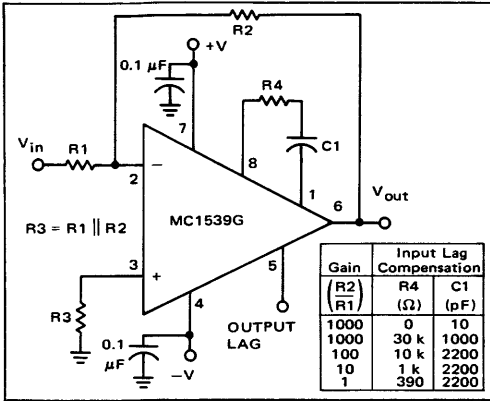 R2
+V
0.1 µF
R4
C1
7
8
1
Vin
R1
2
−
MC1539G
6
Vout
R3 = R1 || R2
3
+
5
4
R3
OUTPUT
LAG
0.1
µF
−V
Gain
(R2/R1)
Input Lag
Compensation
R4
(Ω)
C1
(pF)
1000 0 10
1000 30 k 1000
100 10 k 2200
10 1 k 2200
1 390 2200